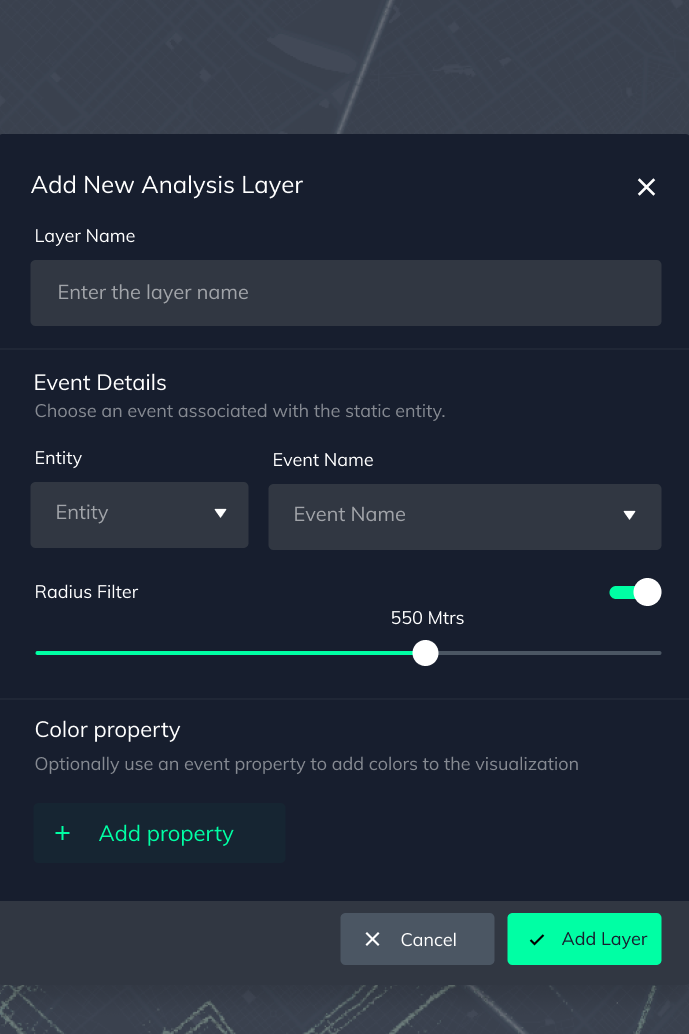 Add New Analysis Layer
Layer Name
Enter the layer name
Event Details
Choose an event associated with the static entity.
Entity
Event Name
Entity
Event Name
Radius Filter
550 Mtrs
Color property
Optionally use an event property to add colors to the visualization
+ Add property
Cancel
Add Layer